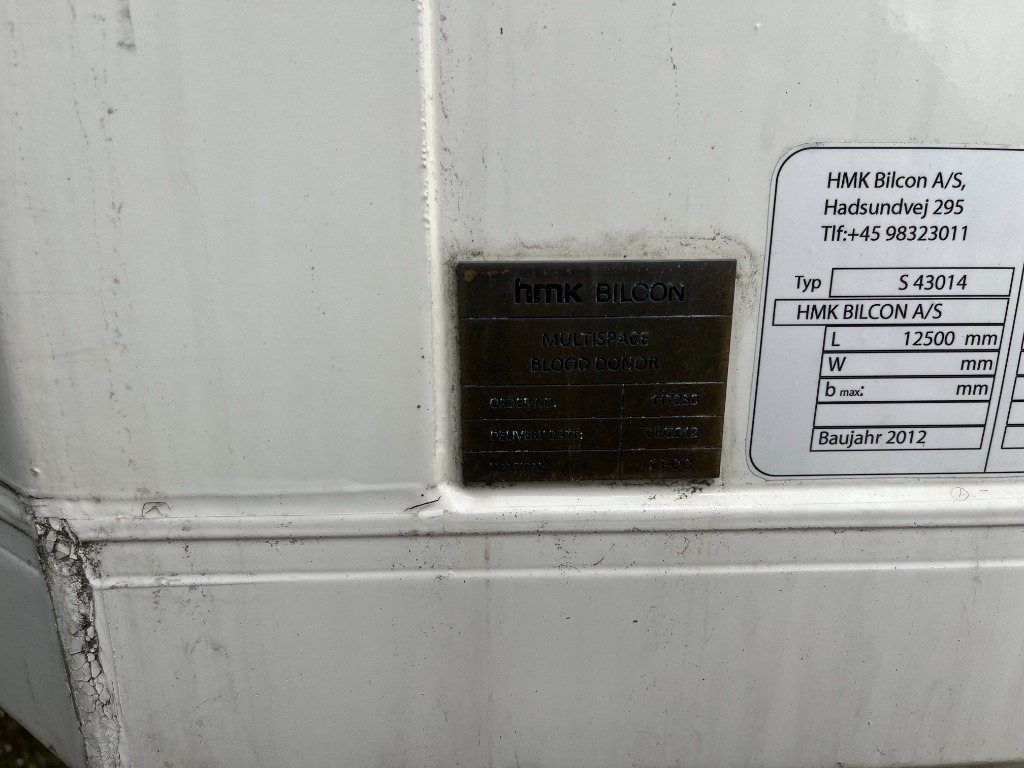 hmk BILCON
MULTISPACE
BLOOD DONOR
ORDER NO.
DELIVERY DATE:
VERSION:
HMK Bilcon A/S,
Hadsundvej 295
Tlf:+45 98323011
Typ S 43014
HMK BILCON A/S
L 12500 mm
W mm
b max: mm
Baujahr 2012